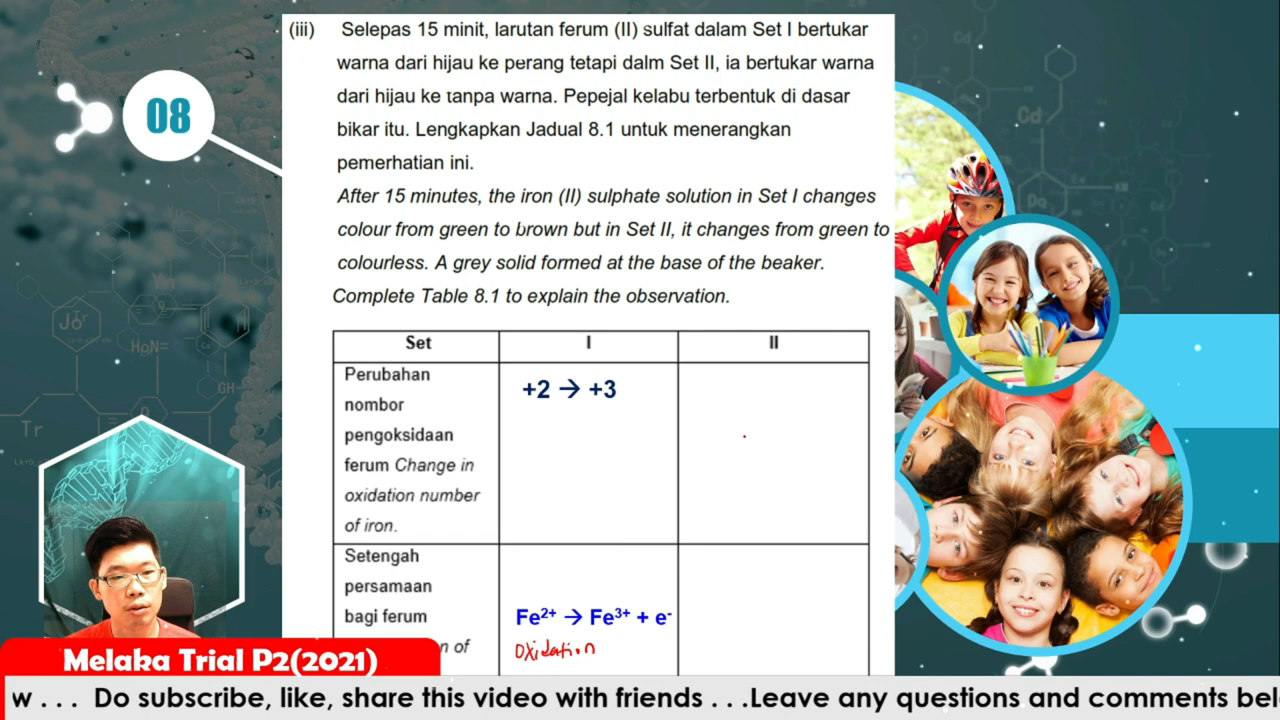 08
(iii) Selepas 15 minit, larutan ferum (II) sulfat dalam Set I bertukar
warna dari hijau ke perang tetapi dalm Set II, ia bertukar warna
dari hijau ke tanpa warna. Pepejal kelabu terbentuk di dasar
bikar itu. Lengkapkan Jadual 8.1 untuk menerangkan
pemerhatian ini.
After 15 minutes, the iron (II) sulphate solution in Set I changes
colour from green to brown but in Set II, it changes from green to
colourless. A grey solid formed at the base of the beaker.
Complete Table 8.1 to explain the observation.
Set I II
Perubahan
nombor
pengoksidaan
ferum Change in
oxidation number
of iron.
+2 → +3
Setengah
persamaan
bagi ferum
n of
Fe²⁺ → Fe³⁺ + e⁻
Oxidation
Melaka Trial P2(2021)
w . . . Do subscribe, like, share this video with friends . . .Leave any questions and comments bel
Cd
Tr
GH